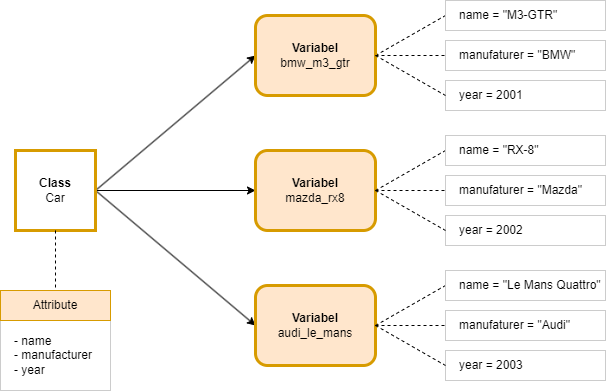 Class
Car
Attribute
- name
- manufacturer
- year
Variabel
bmw_m3_gtr
name = "M3-GTR"
manufaturer = "BMW"
year = 2001
Variabel
mazda_rx8
name = "RX-8"
manufaturer = "Mazda"
year = 2002
Variabel
audi_le_mans
name = "Le Mans Quattro"
manufaturer = "Audi"
year = 2003